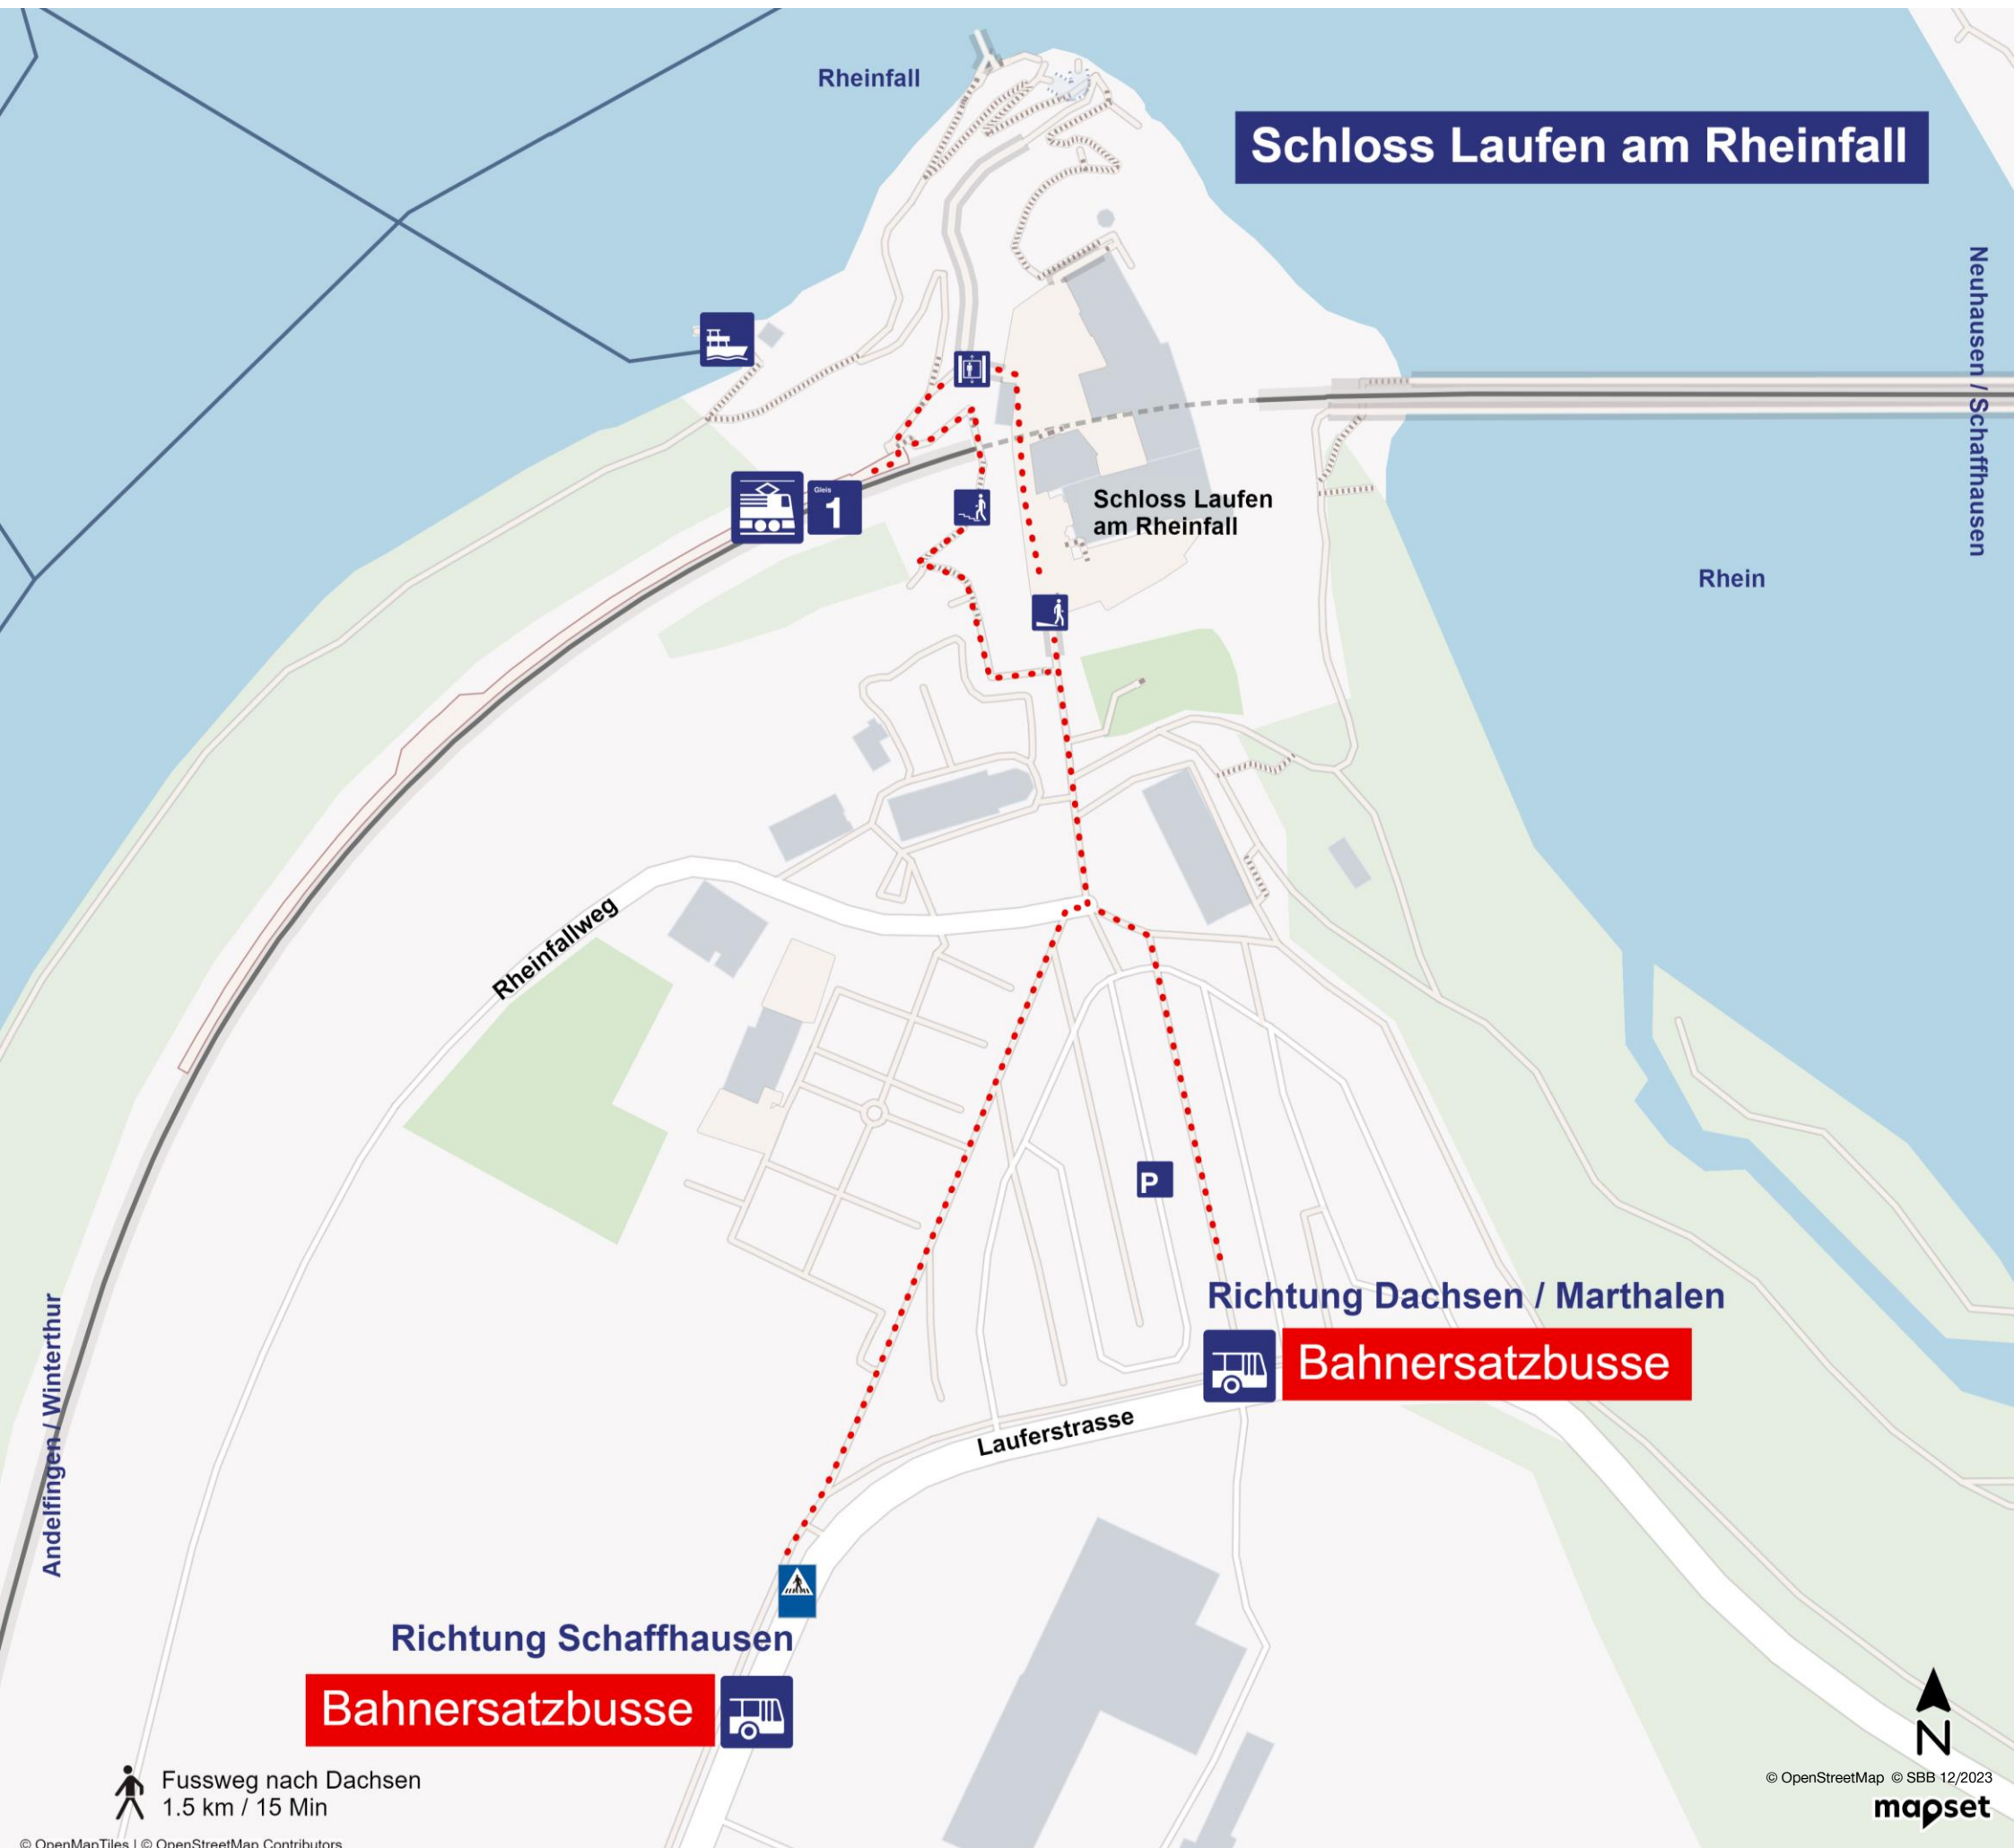 Rheinfall
Schloss Laufen am Rheinfall
Neuhausen / Schaffhausen
Gleis
1
Schloss Laufen
am Rheinfall
Rhein
Rheinfallweg
P
Richtung Dachsen / Marthalen
Bahnersatzbusse
Lauferstrasse
Andelfingen / Winterthur
Richtung Schaffhausen
Bahnersatzbusse
Fussweg nach Dachsen
1.5 km / 15 Min
N
© OpenStreetMap © SBB 12/2023
mapset
© OpenMapTiles | © OpenStreetMap Contributors